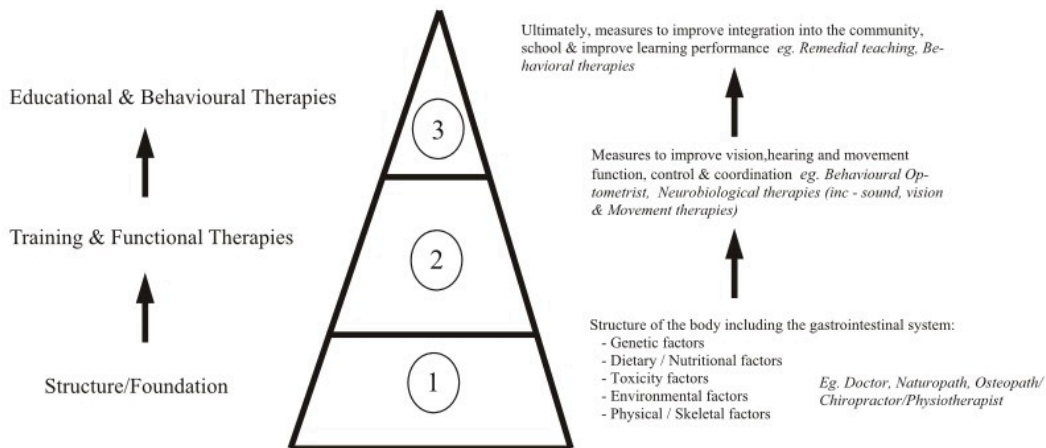 Ultimately, measures to improve integration into the community,
school & improve learning performance eg. Remedial teaching, Be-
havioral therapies
Educational & Behavioural Therapies
3
Measures to improve vision,hearing and movement
function, control & coordination eg. Behavioural Op-
tometrist, Neurobiological therapies (inc - sound, vision
& Movement therapies)
Training & Functional Therapies
2
Structure of the body including the gastrointestinal system:
- Genetic factors
- Dietary / Nutritional factors
- Toxicity factors
- Environmental factors
- Physical / Skeletal factors
Eg. Doctor, Naturopath, Osteopath/
Chiropractor/Physiotherapist
Structure/Foundation
1